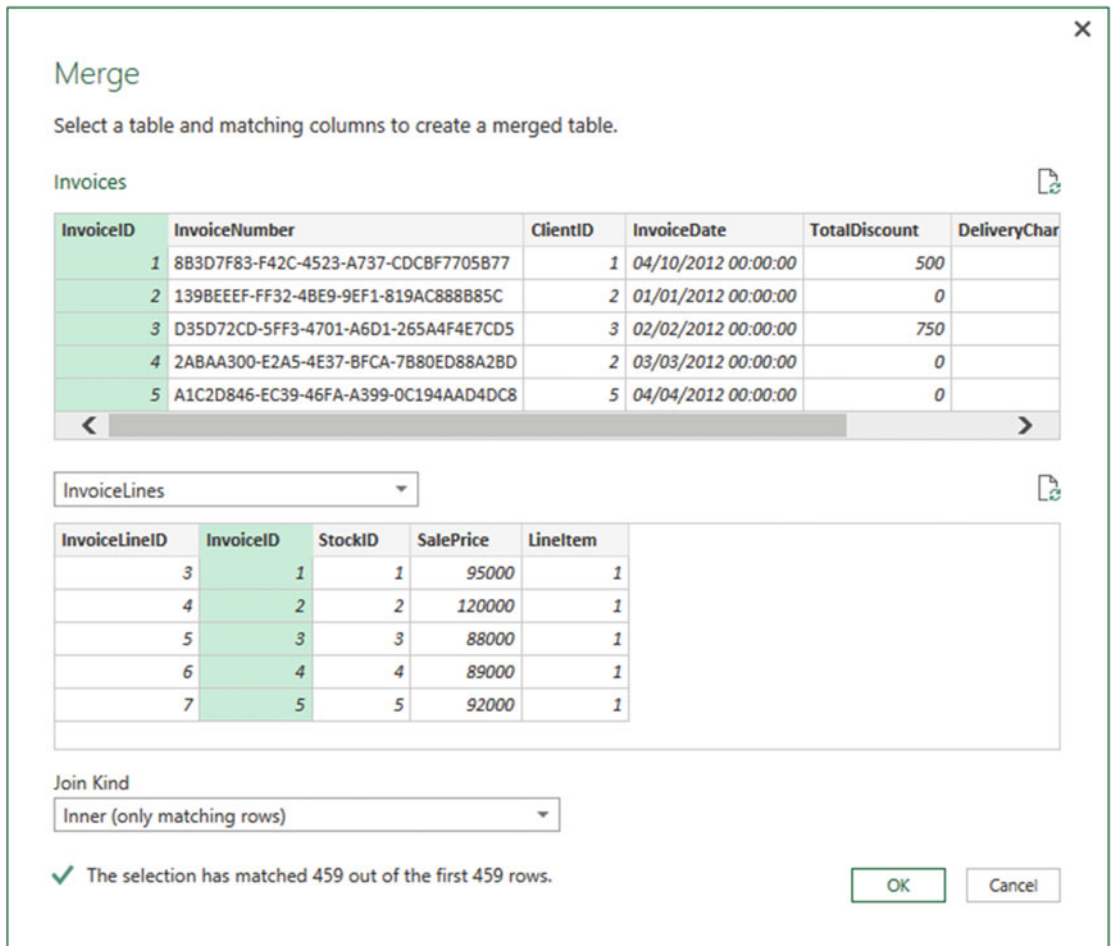 Merge
Select a table and matching columns to create a merged table.
Invoices
InvoiceID InvoiceNumber ClientID InvoiceDate TotalDiscount DeliveryChar
1 8B3D7F83-F42C-4523-A737-CDCBF7705B77 1 04/10/2012 00:00:00 500
2 139BEEEF-FF32-4BE9-9EF1-819AC888B85C 2 01/01/2012 00:00:00 0
3 D35D72CD-5FF3-4701-A6D1-265A4F4E7CD5 3 02/02/2012 00:00:00 750
4 2ABAA300-E2A5-4E37-BFCA-7B80ED88A2BD 2 03/03/2012 00:00:00 0
5 A1C2D846-EC39-46FA-A399-0C194AAD4DC8 5 04/04/2012 00:00:00 0
InvoiceLines
InvoiceLineID InvoiceID StockID SalePrice LineItem
3 1 1 95000 1
4 2 2 120000 1
5 3 3 88000 1
6 4 4 89000 1
7 5 5 92000 1
Join Kind
Inner (only matching rows)
The selection has matched 459 out of the first 459 rows.
OK Cancel